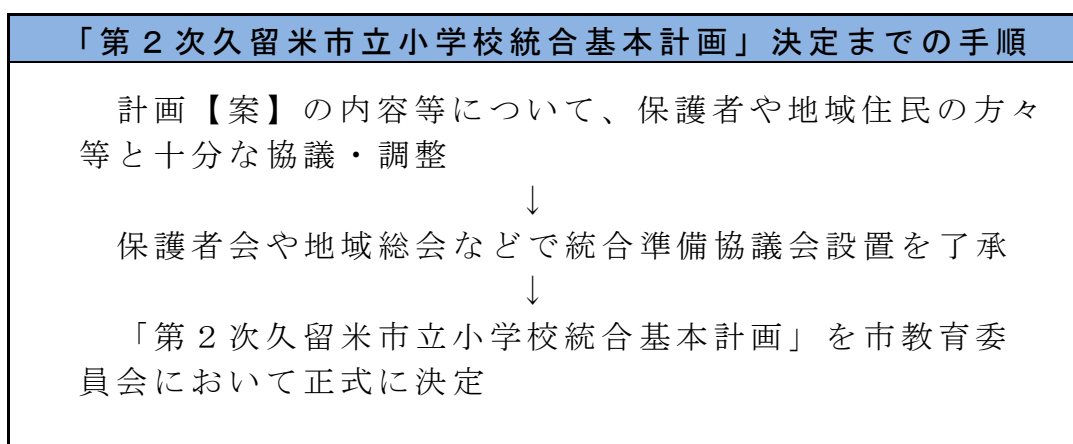 「第２次久留米市立小学校統合基本計画」決定までの手順
計画【案】の内容等について、保護者や地域住民の方々
等と十分な協議・調整
↓
保護者会や地域総会などで統合準備協議会設置を了承
↓
「第２次久留米市立小学校統合基本計画」を市教育委
員会において正式に決定